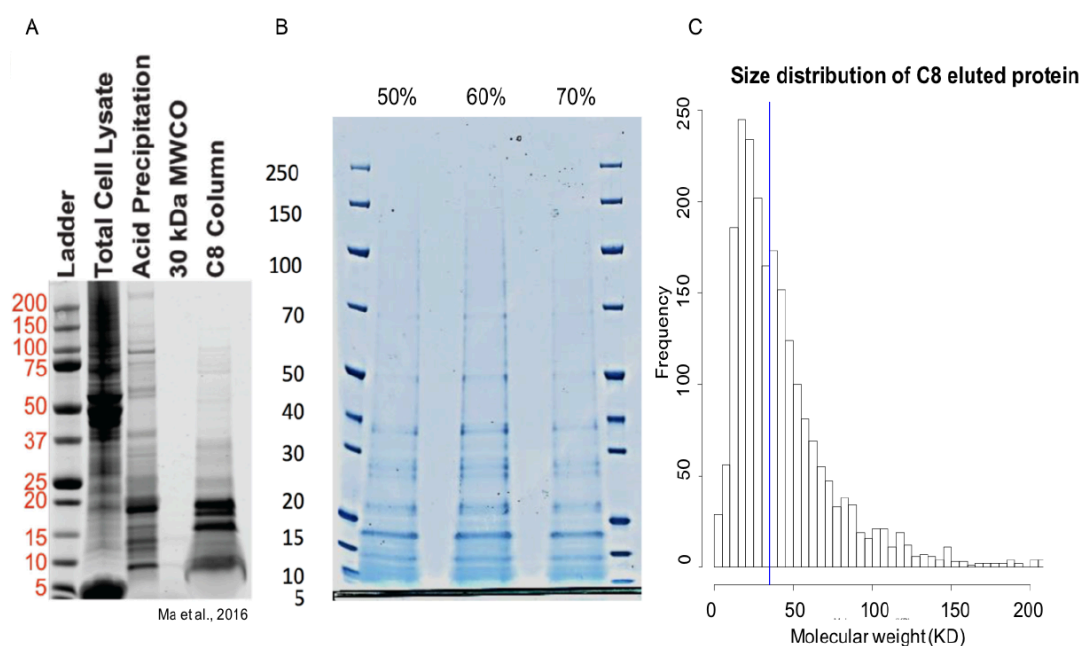 A
Ladder
Total Cell Lysate
Acid Precipitation
30 kDa MWCO
C8 Column
200
150
100
75
50
37
25
20
15
10
5
Ma et al., 2016
B
50% 60% 70%
250
150
100
70
50
40
30
20
15
10
5
C
Size distribution of C8 eluted protein
Frequency
250
200
150
100
50
0
0 50 100 150 200
Molecular weight (KD)